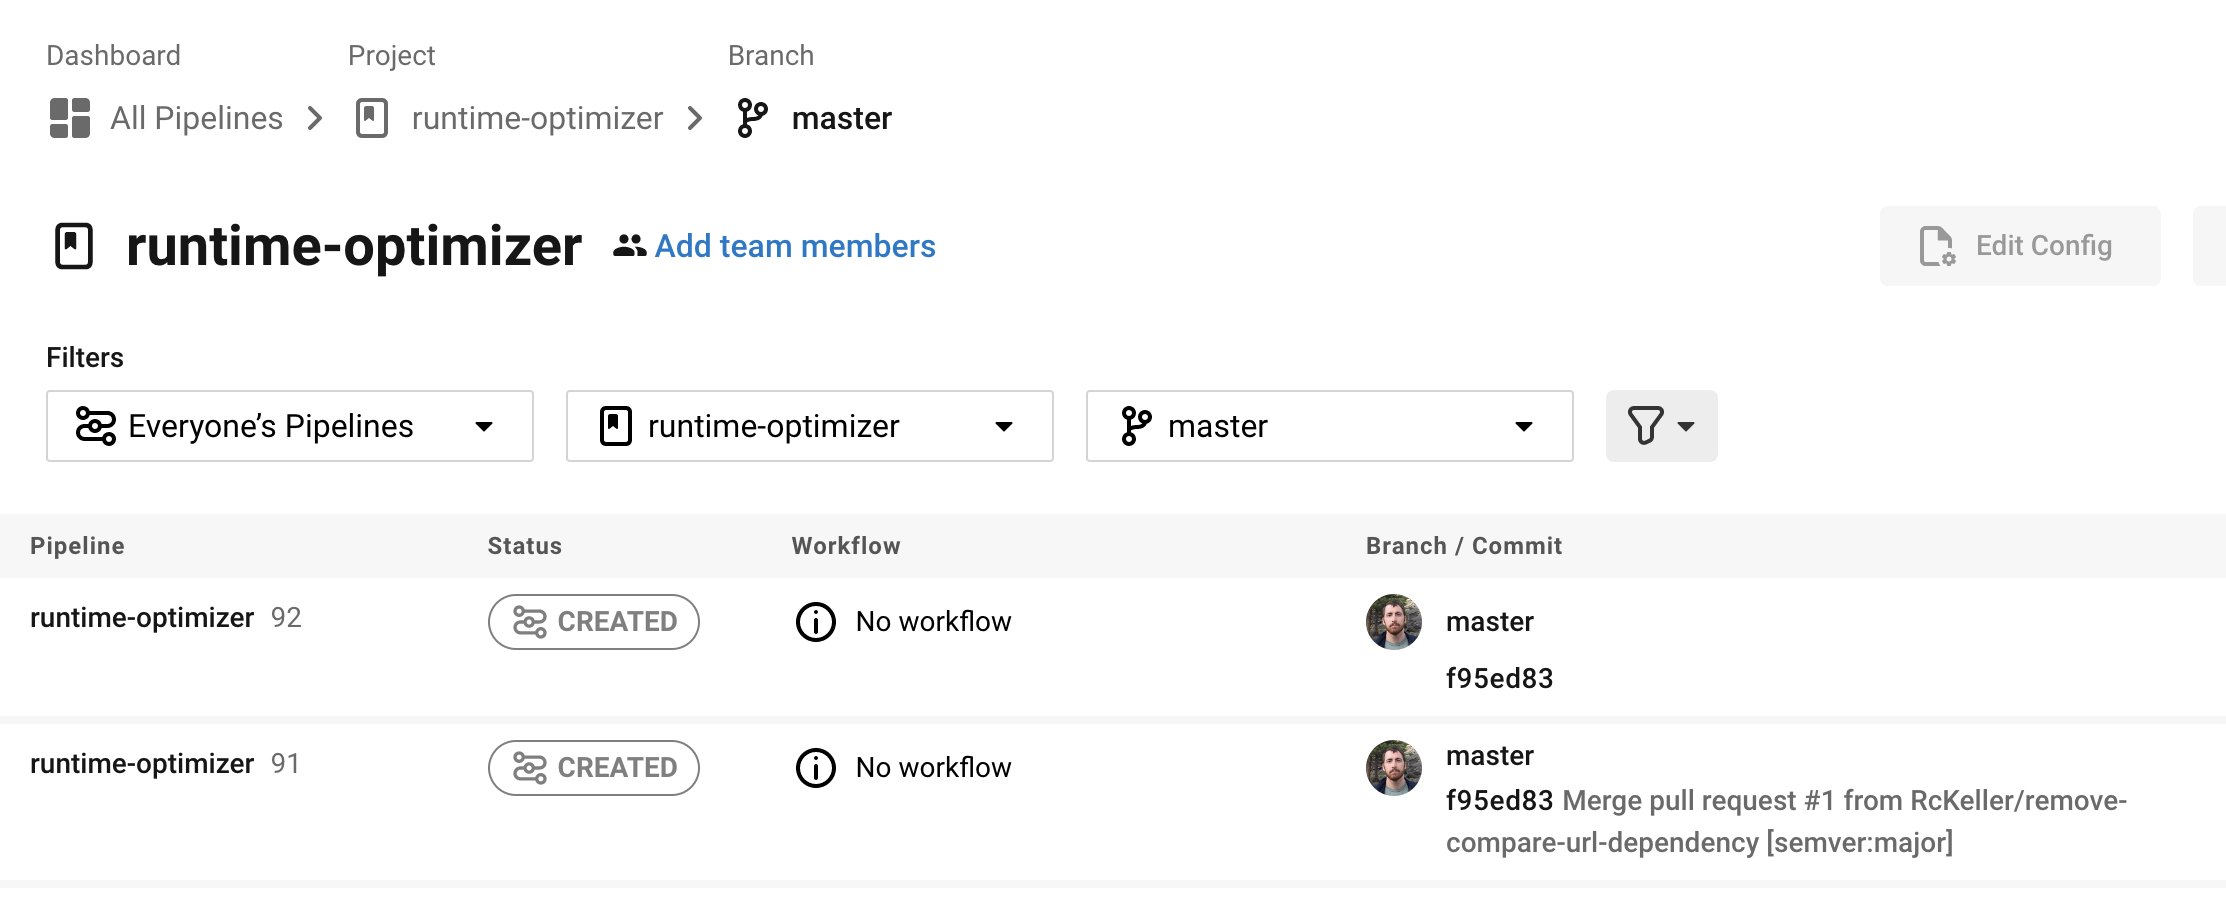 Dashboard Project Branch
All Pipelines runtime-optimizer master
runtime-optimizer Add team members Edit Config
Filters
Everyone’s Pipelines runtime-optimizer master
Pipeline Status Workflow Branch / Commit
runtime-optimizer 92 CREATED No workflow master
f95ed83
runtime-optimizer 91 CREATED No workflow master
f95ed83 Merge pull request #1 from RcKeller/remove-
compare-url-dependency [semver:major]